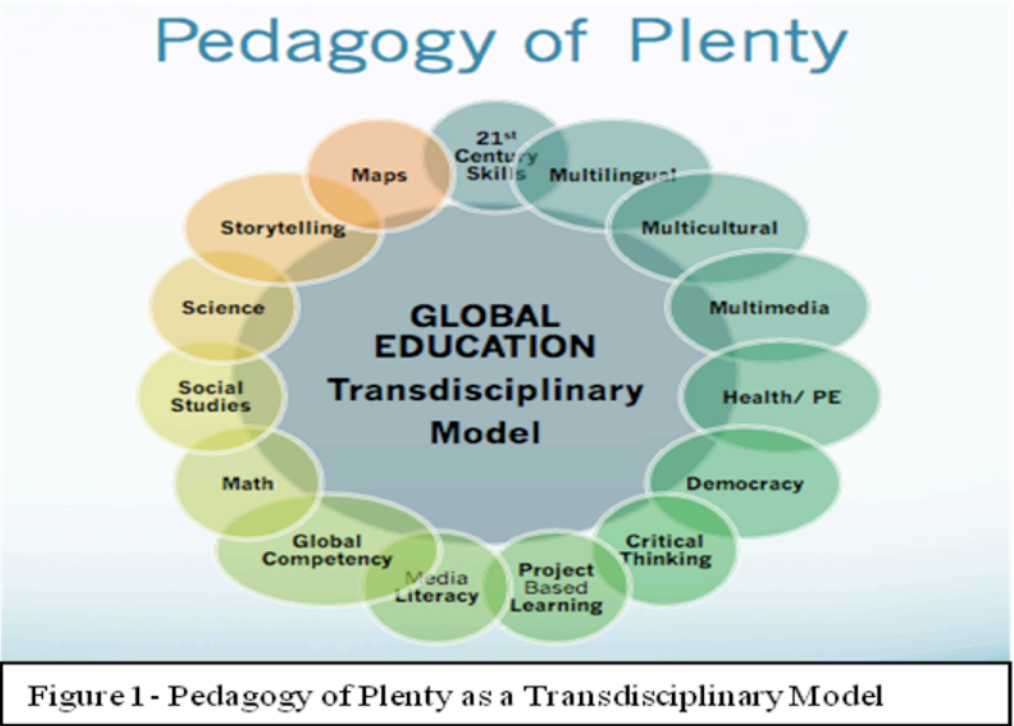 Pedagogy of Plenty
21st
Century
Skills
Multilingual
Multicultural
Multimedia
Health/ PE
Democracy
Critical
Thinking
Project
Based
Learning
Media
Literacy
Global
Competency
Math
Social
Studies
Science
Storytelling
Maps
GLOBAL
EDUCATION
Transdisciplinary
Model
Figure 1 - Pedagogy of Plenty as a Transdisciplinary Model